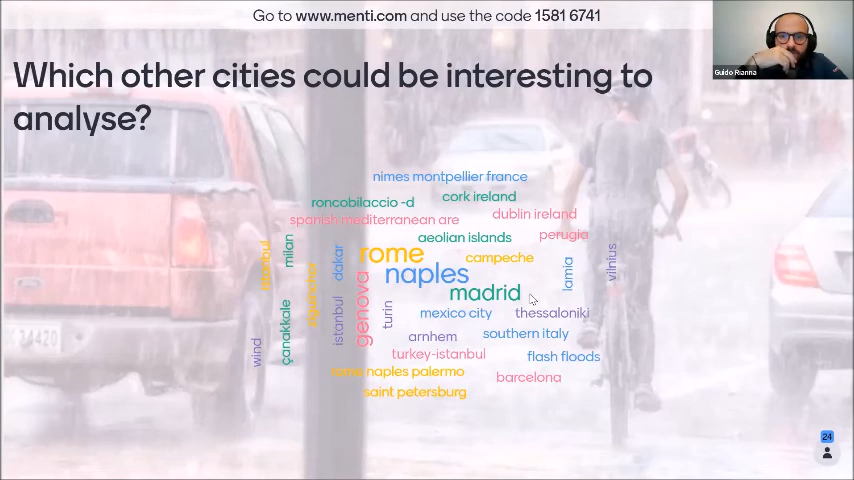 Go to www.menti.com and use the code 1581 6741
Guido Rianna
Which other cities could be interesting to
analyse?
nimes montpellier france
cork ireland
roncobilaccio -d
dublin ireland
spanish mediterranean are
perugia
aeolian islands
rome
campeche
istanbul
milan
dakar
ziguinchor
naples
lamia
vilnius
madrid
genova
istanbul
turin
çanakkale
wind
mexico city
thessaloniki
arnhem
southern italy
turkey-istanbul
flash floods
rome naples palermo
barcelona
saint petersburg
24